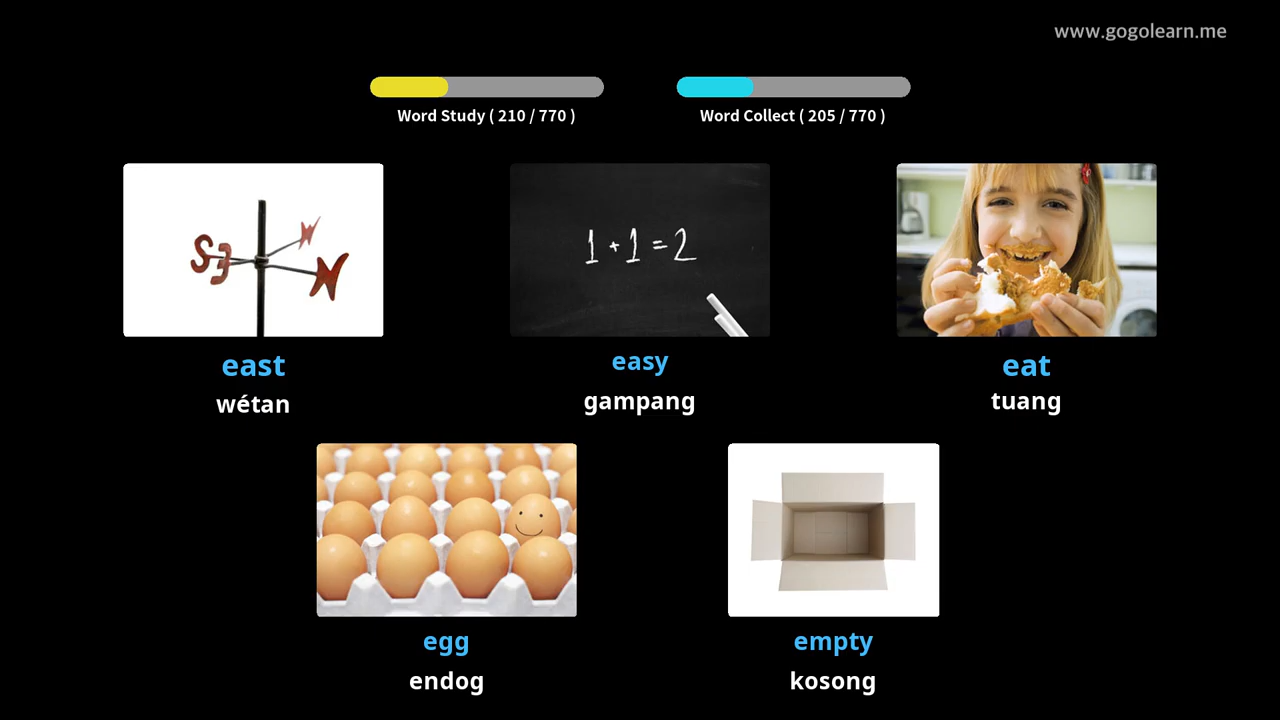 www.gogolearn.me
Word Study ( 210 / 770 )
Word Collect ( 205 / 770 )
S E N W
1 + 1 = 2
east
wétan
easy
gampang
eat
tuang
egg
endog
empty
kosong